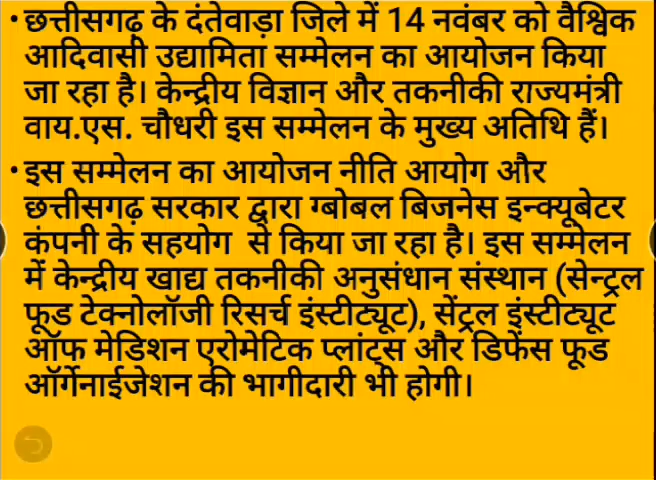 •छत्तीसगढ़ के दंतेवाड़ा जिले में 14 नवंबर को वैश्विक
आदिवासी उद्यामिता सम्मेलन का आयोजन किया
जा रहा है। केन्द्रीय विज्ञान और तकनीकी राज्यमंत्री
वाय.एस. चौधरी इस सम्मेलन के मुख्य अतिथि हैं।
•इस सम्मेलन का आयोजन नीति आयोग और
छत्तीसगढ़ सरकार द्वारा ग्बोबल बिजनेस इन्क्यूबेटर
कंपनी के सहयोग से किया जा रहा है। इस सम्मेलन
में केन्द्रीय खाद्य तकनीकी अनुसंधान संस्थान (सेन्ट्रल
फूड टेक्नोलॉजी रिसर्च इंस्टीट्यूट), सेंट्रल इंस्टीट्यूट
ऑफ मेडिशन एरोमेटिक प्लांट्स और डिफेंस फूड
ऑर्गेनाईजेशन की भागीदारी भी होगी।